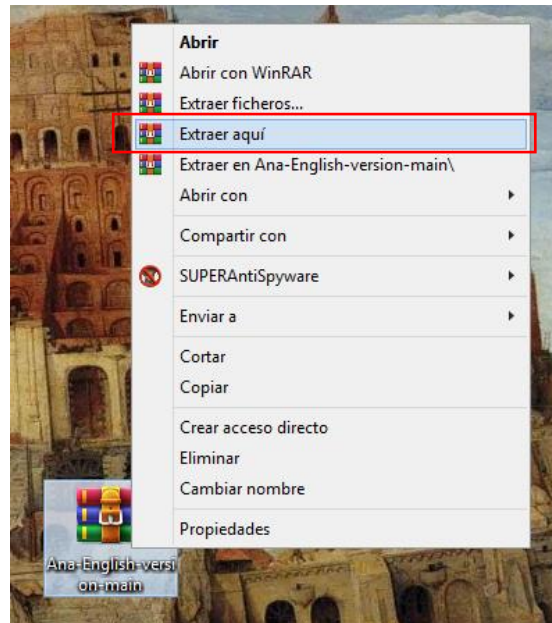 Abrir
Abrir con WinRAR
Extraer ficheros...
Extraer aquí
Extraer en Ana-English-version-main\
Abrir con
Compartir con
SUPERAntiSpyware
Enviar a
Cortar
Copiar
Crear acceso directo
Eliminar
Cambiar nombre
Propiedades
Ana-English-versi
on-main